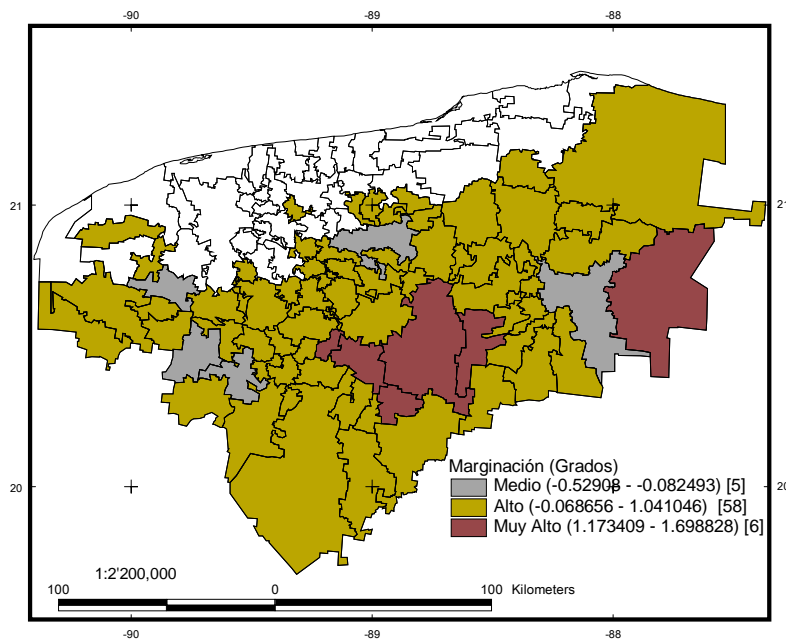 -90 -89 -88
21 21
20 20
Marginación (Grados)
Medio (-0.52908 - -0.082493) [5]
Alto (-0.068656 - 1.041046) [58]
Muy Alto (1.173409 - 1.698828) [6]
1:2'200,000
100 0 100 Kilometers
-90 -89 -88